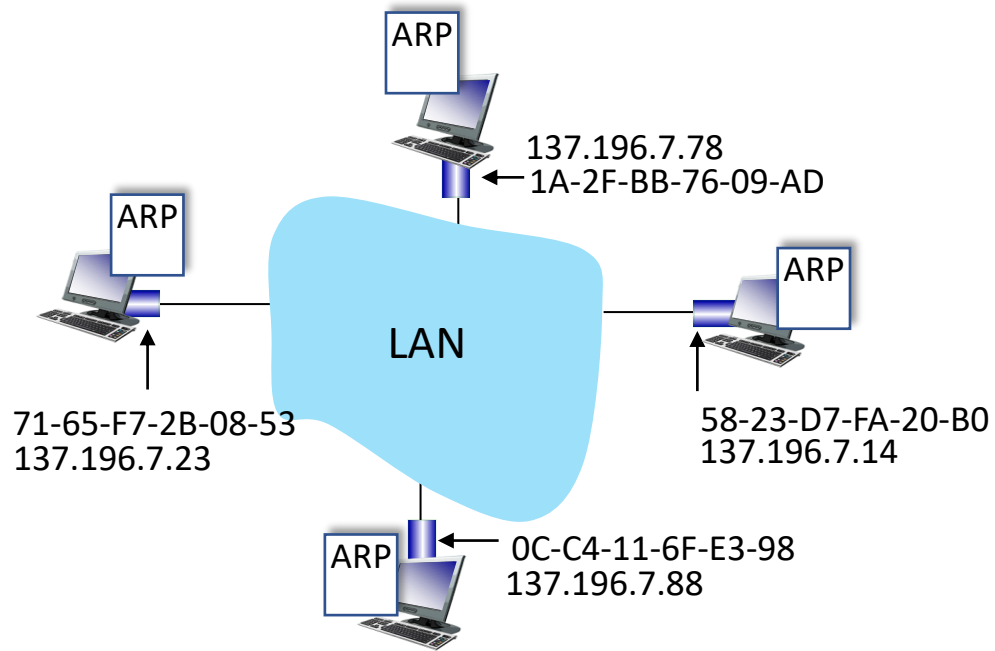 ARP
137.196.7.78
1A-2F-BB-76-09-AD
ARP
ARP
LAN
71-65-F7-2B-08-53
137.196.7.23
58-23-D7-FA-20-B0
137.196.7.14
ARP
0C-C4-11-6F-E3-98
137.196.7.88